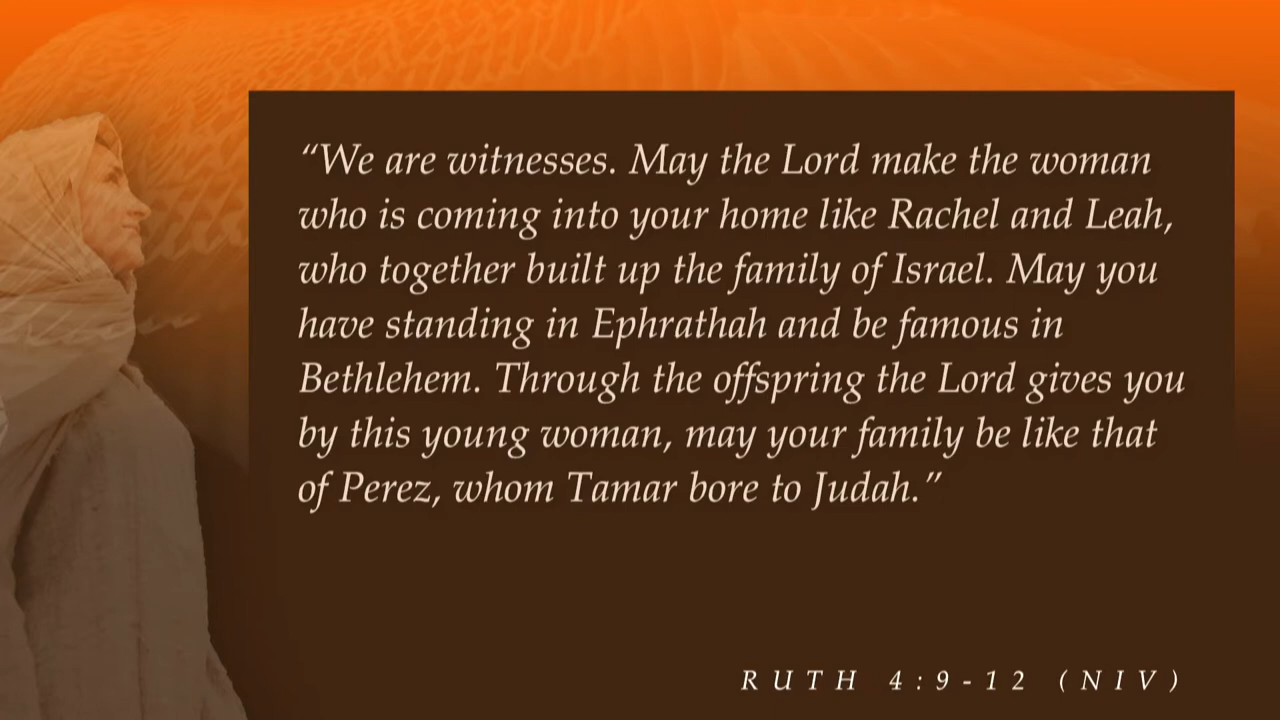 “We are witnesses. May the Lord make the woman
who is coming into your home like Rachel and Leah,
who together built up the family of Israel. May you
have standing in Ephrathah and be famous in
Bethlehem. Through the offspring the Lord gives you
by this young woman, may your family be like that
of Perez, whom Tamar bore to Judah.”
RUTH 4:9-12 (NIV)